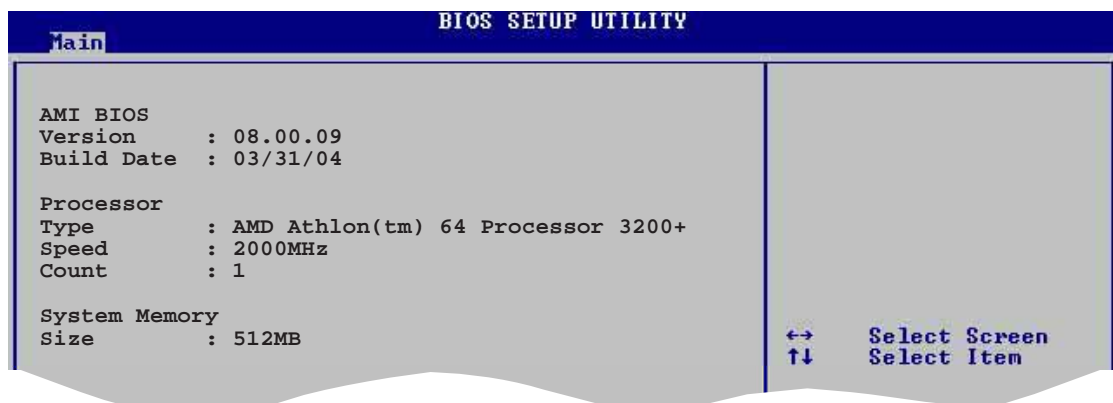 BIOS SETUP UTILITY
Main
AMI BIOS
Version : 08.00.09
Build Date : 03/31/04
Processor
Type : AMD Athlon(tm) 64 Processor 3200+
Speed : 2000MHz
Count : 1
System Memory
Size : 512MB
↔ Select Screen
↑↓ Select Item